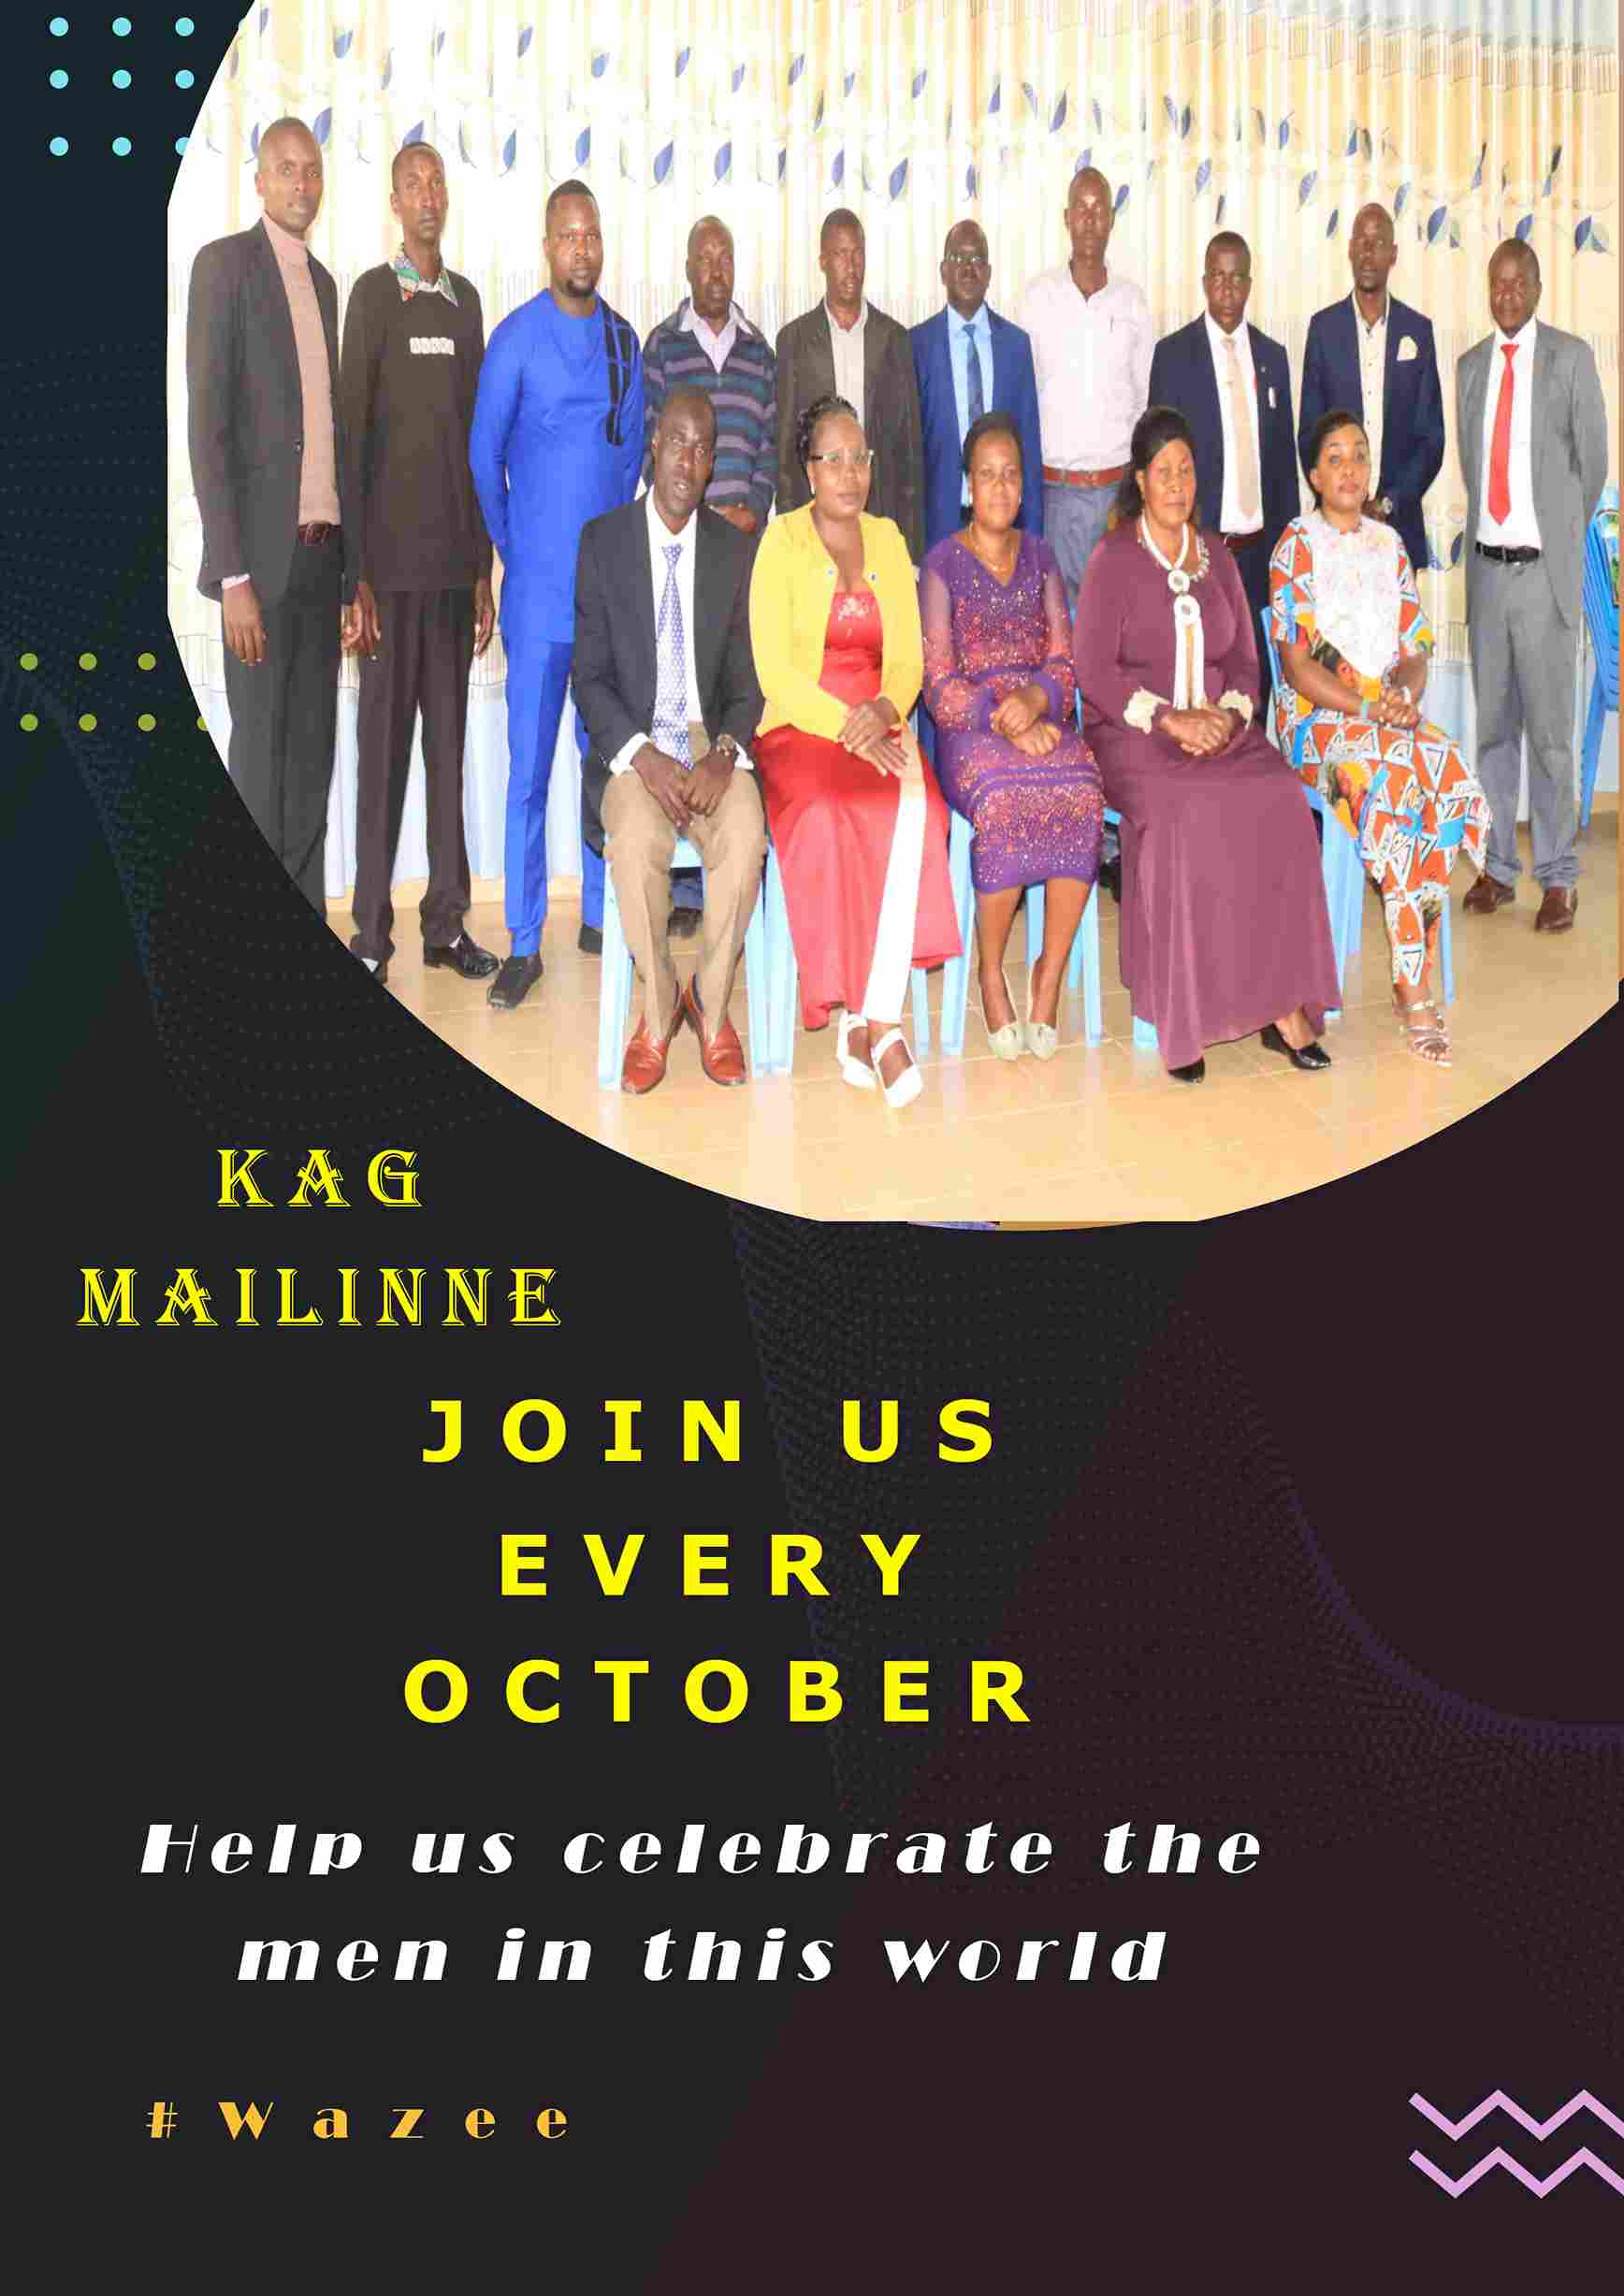 KAG
MAILINNE
JOIN US
EVERY
OCTOBER
Help us celebrate the
men in this world
#Wazee